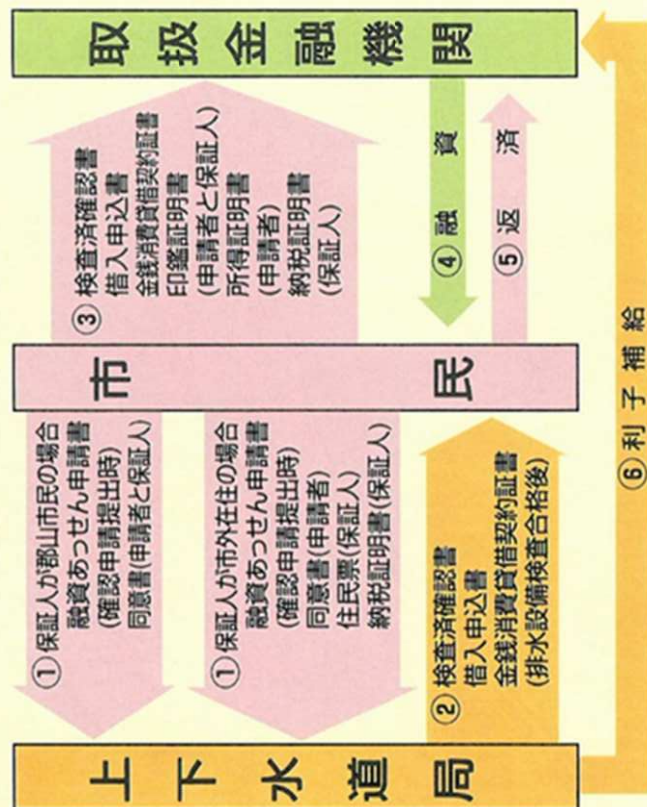 上下水道局
①保証人が郡山市民の場合
融資あっせん申請書
(確認申請提出時)
同意書(申請者と保証人)
①保証人が市外在住の場合
融資あっせん申請書
(確認申請提出時)
同意書(申請者)
住民票(保証人)
納税証明書(保証人)
②検査済確認書
借入申込書
金銭消費貸借契約証書
(排水設備検査合格後)
市民
③検査済確認書
借入申込書
金銭消費貸借契約証書
印鑑証明書
(申請者と保証人)
所得証明書
(申請者)
納税証明書
(保証人)
④融資
⑤返済
取扱金融機関
⑥利子補給